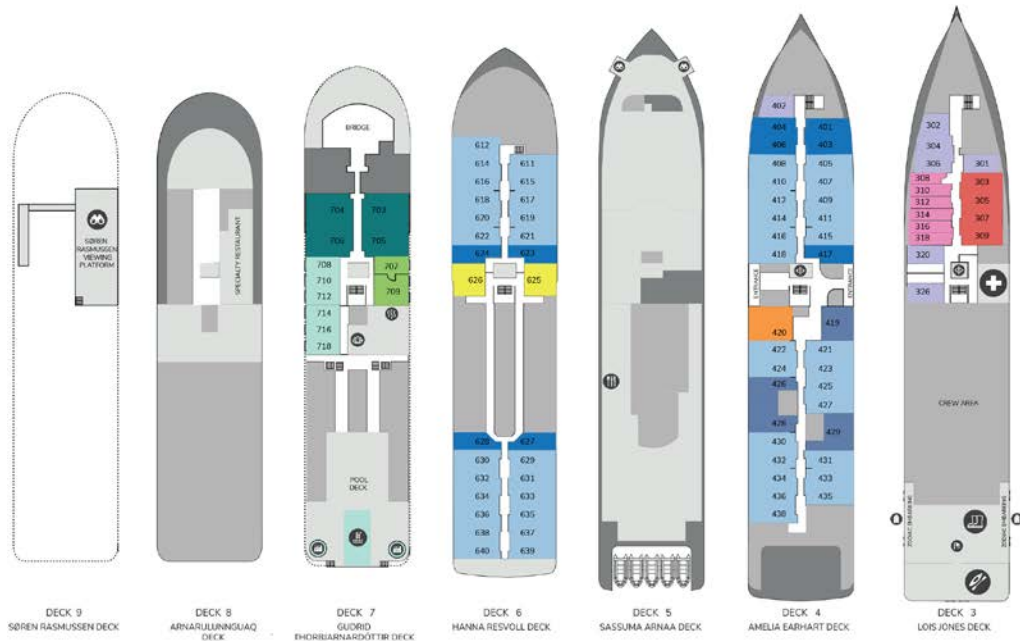 SØREN
RASMUSSEN
VIEWING
PLATFORM
DECK 9
SØREN RASMUSSEN DECK
SPECIALTY RESTAURANT
DECK 8
ARNARULUNNGUAQ
DECK
BRIDGE
704 703
706 705
708 707
710
712 709
714
716
718
POOL
DECK
DECK 7
GUDRID
THORBJARNARDÓTTIR DECK
612
614 611
616 615
618 617
620 619
622 621
624 623
626 625
628 627
630 629
632 631
634 633
636 635
638 637
640 639
DECK 6
HANNA RESVOLL DECK
DECK 5
SASSUMA ARNAA DECK
402
404 401
406 403
408 405
410 407
412 409
414 411
416 415
418 417
ENTRANCE ENTRANCE
420 419
422 421
424 423
426 425
427
428 429
430
432 431
434 433
436 435
438
DECK 4
AMELIA EARHART DECK
302
304
306 301
308 303
310
312 305
314
316 307
318 309
320
326
CREW AREA
ZODIAC EMBARKING ZODIAC EMBARKING
DECK 3
LOIS JONES DECK